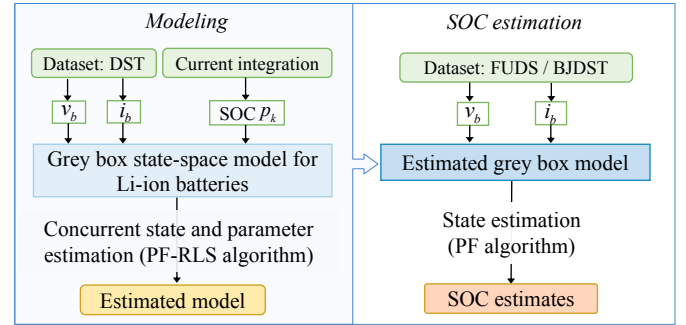 Modeling
Dataset: DST
Current integration
v_b
i_b
SOC p_k
Grey box state-space model for
Li-ion batteries
Concurrent state and parameter
estimation (PF-RLS algorithm)
Estimated model
SOC estimation
Dataset: FUDS / BJDST
v_b
i_b
Estimated grey box model
State estimation
(PF algorithm)
SOC estimates